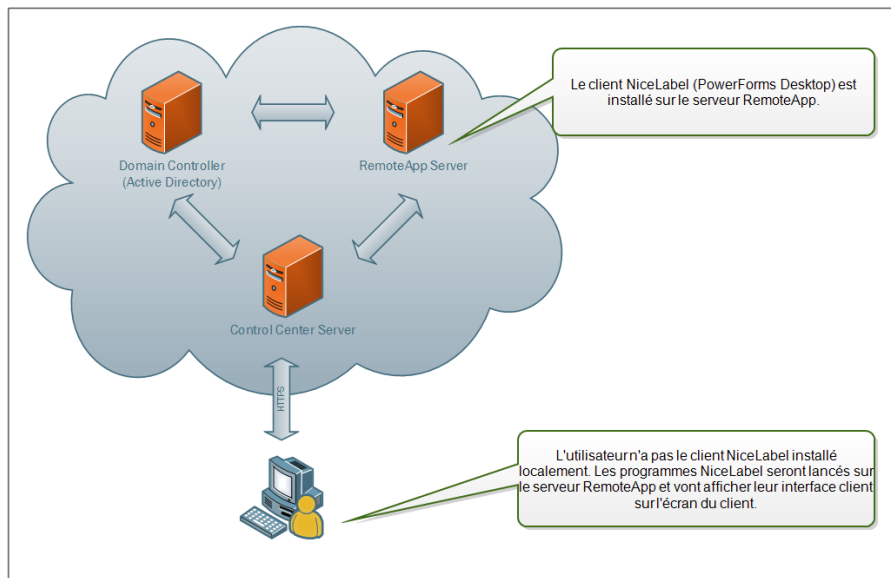 Le client NiceLabel (PowerForms Desktop) est
installé sur le serveur RemoteApp.
Domain Controller
(Active Directory)
RemoteApp Server
Control Center Server
HTTPS
L'utilisateur n'a pas le client NiceLabel installé
localement. Les programmes NiceLabel seront lancés sur
le serveur RemoteApp et vont afficher leur interface client
sur l'écran du client.